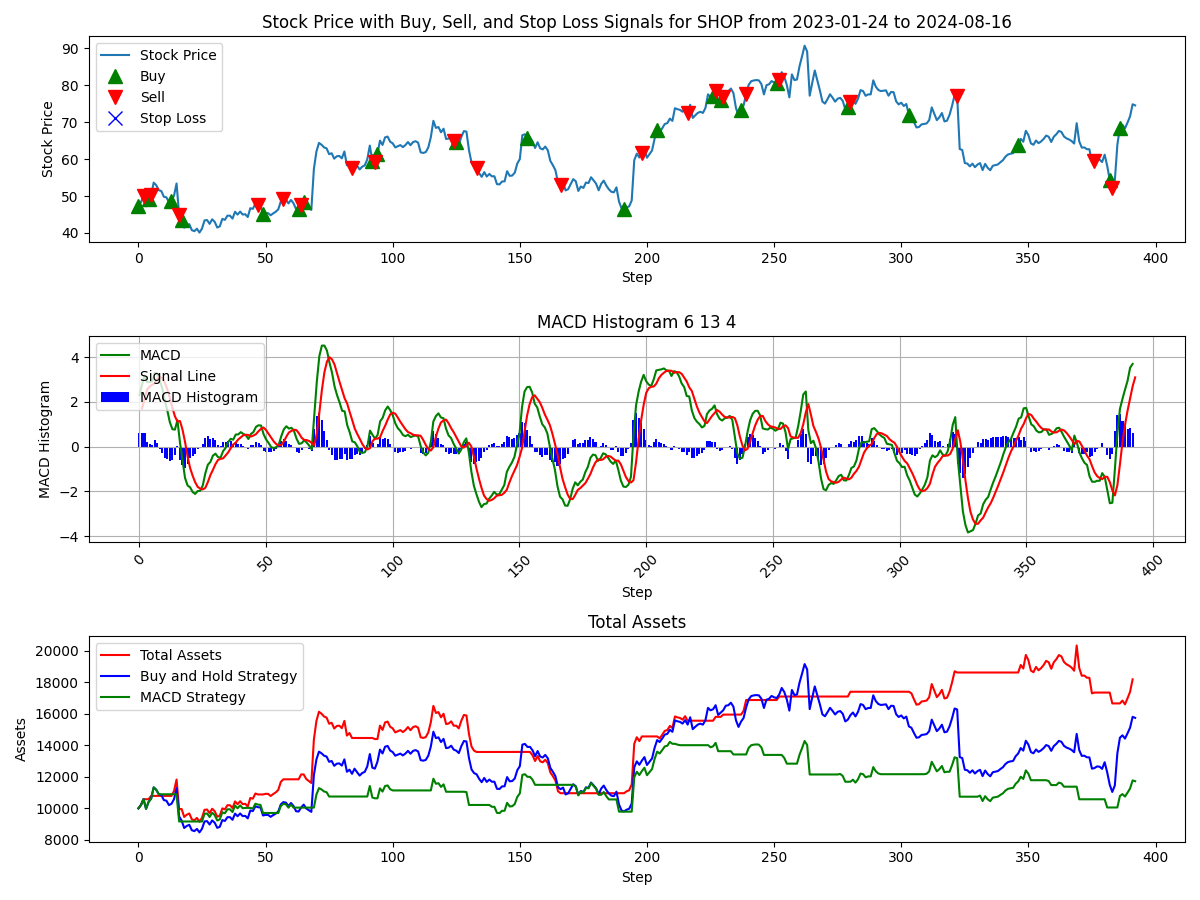 Stock Price with Buy, Sell, and Stop Loss Signals for SHOP from 2023-01-24 to 2024-08-16
Stock Price
Buy
Sell
Stop Loss
Stock Price
90
80
70
60
50
40
0 50 100 150 200 250 300 350 400
Step
MACD Histogram 6 13 4
MACD
Signal Line
MACD Histogram
MACD Histogram
4
2
0
−2
−4
0 50 100 150 200 250 300 350 400
Step
Total Assets
Total Assets
Buy and Hold Strategy
MACD Strategy
Assets
20000
18000
16000
14000
12000
10000
8000
0 50 100 150 200 250 300 350 400
Step